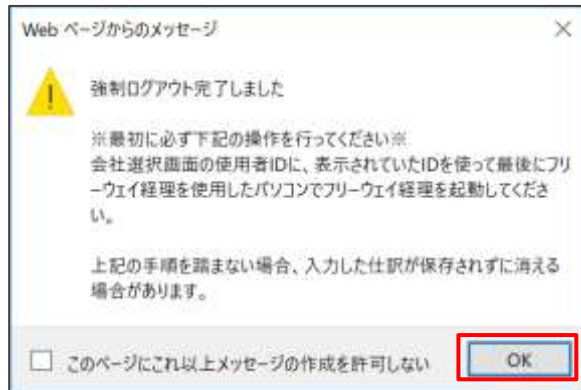 Web ページからのメッセージ
強制ログアウト完了しました
※最初に必ず下記の操作を行ってください※
会社選択画面の使用者IDに、表示されていたIDを使って最後にフリ
ーウェイ経理を使用したパソコンでフリーウェイ経理を起動してくださ
い。
上記の手順を踏まない場合、入力した仕訳が保存されずに消える
場合があります。
このページにこれ以上メッセージの作成を許可しない
OK